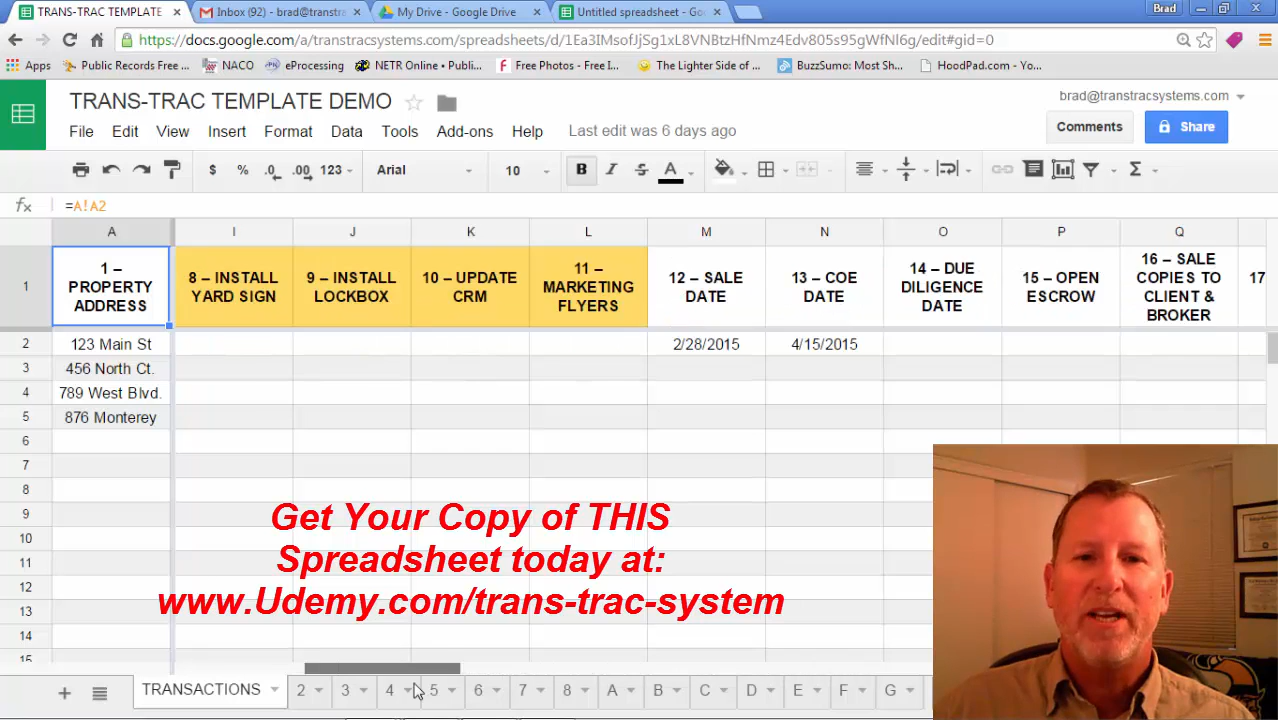 TRANS-TRAC TEMPLATE
Inbox (92) - brad@transtra
My Drive - Google Drive
Untitled spreadsheet - Go
Brad
https://docs.google.com/a/transtracsystems.com/spreadsheets/d/1Ea3IMsofJjSg1xL8VNBtzHfNmz4Edv805s95gWfNl6g/edit#gid=0
Apps
Public Records Free ...
NACO
eProcessing
NETR Online • Publi...
Free Photos - Free I...
The Lighter Side of ...
BuzzSumo: Most Sh...
HoodPad.com - Yo...
TRANS-TRAC TEMPLATE DEMO
brad@transtracsystems.com
File Edit View Insert Format Data Tools Add-ons Help Last edit was 6 days ago
Comments
Share
$ % .0 .00 123 Arial 10 B I S A Σ
fx =A!A2
A I J K L M N O P Q
1
1 –
PROPERTY
ADDRESS
8 – INSTALL
YARD SIGN
9 – INSTALL
LOCKBOX
10 – UPDATE
CRM
11 –
MARKETING
FLYERS
12 – SALE
DATE
13 – COE
DATE
14 – DUE
DILIGENCE
DATE
15 – OPEN
ESCROW
16 – SALE
COPIES TO
CLIENT &
BROKER
17
2 123 Main St 2/28/2015 4/15/2015
3 456 North Ct.
4 789 West Blvd.
5 876 Monterey
6
7
8
9
10
11
12
13
14
15
Get Your Copy of THIS
Spreadsheet today at:
www.Udemy.com/trans-trac-system
+ TRANSACTIONS 2 3 4 5 6 7 8 A B C D E F G